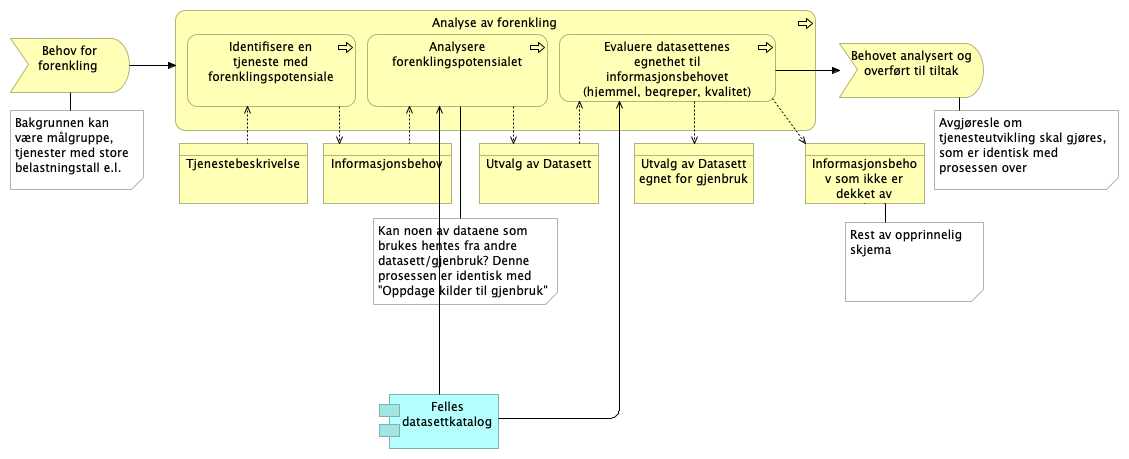 Analyse av forenkling
Behov for
forenkling
Identifisere en
tjeneste med
forenklingspotensiale
Analysere
forenklingspotensialet
Evaluere datasettenes
egnethet til
informasjonsbehovet
(hjemmel, begreper, kvalitet)
Behovet analysert og
overført til tiltak
Bakgrunnen kan
være målgruppe,
tjenester med store
belastningstall e.l.
Tjenestebeskrivelse
Informasjonsbehov
Utvalg av Datasett
Utvalg av Datasett
egnet for gjenbruk
Informasjonsbeho
v som ikke er
dekket av
Avgjøresle om
tjenesteutvikling skal gjøres,
som er identisk med
prosessen over
Kan noen av dataene som
brukes hentes fra andre
datasett/gjenbruk? Denne
prosessen er identisk med
"Oppdage kilder til gjenbruk"
Rest av opprinnelig
skjema
Felles
datasettkatalog